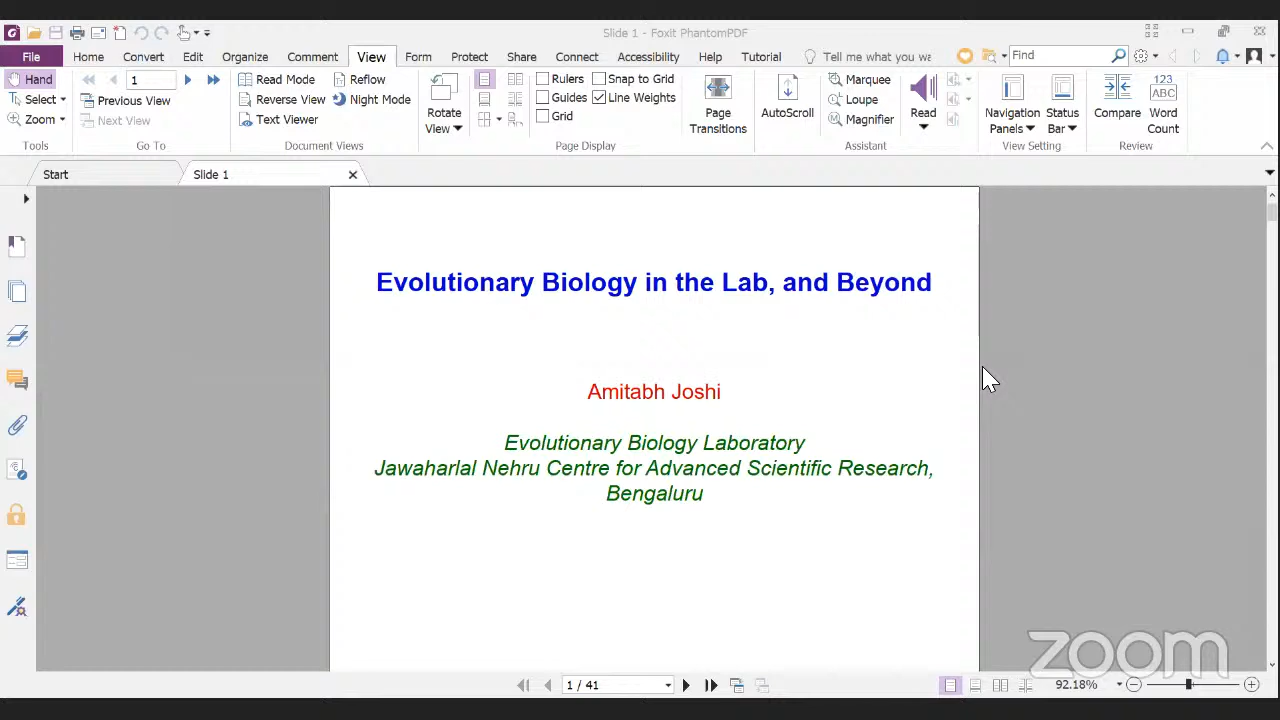 Slide 1 - Foxit PhantomPDF
File Home Convert Edit Organize Comment View Form Protect Share Connect Accessibility Help Tutorial Tell me what you wa Find
Hand
Select
Zoom
Tools
1
Previous View
Next View
Go To
Read Mode Reflow
Reverse View Night Mode
Text Viewer
Document Views
Rotate
View
Rulers Snap to Grid
Guides Line Weights
Grid
Page Display
Page
Transitions
AutoScroll
Marquee
Loupe
Magnifier
Assistant
Read
Navigation
Panels
Status
Bar
View Setting
Compare
123
ABC
Word
Count
Review
Start Slide 1
Evolutionary Biology in the Lab, and Beyond
Amitabh Joshi
Evolutionary Biology Laboratory
Jawaharlal Nehru Centre for Advanced Scientific Research,
Bengaluru
zoom
1 / 41 92.18%